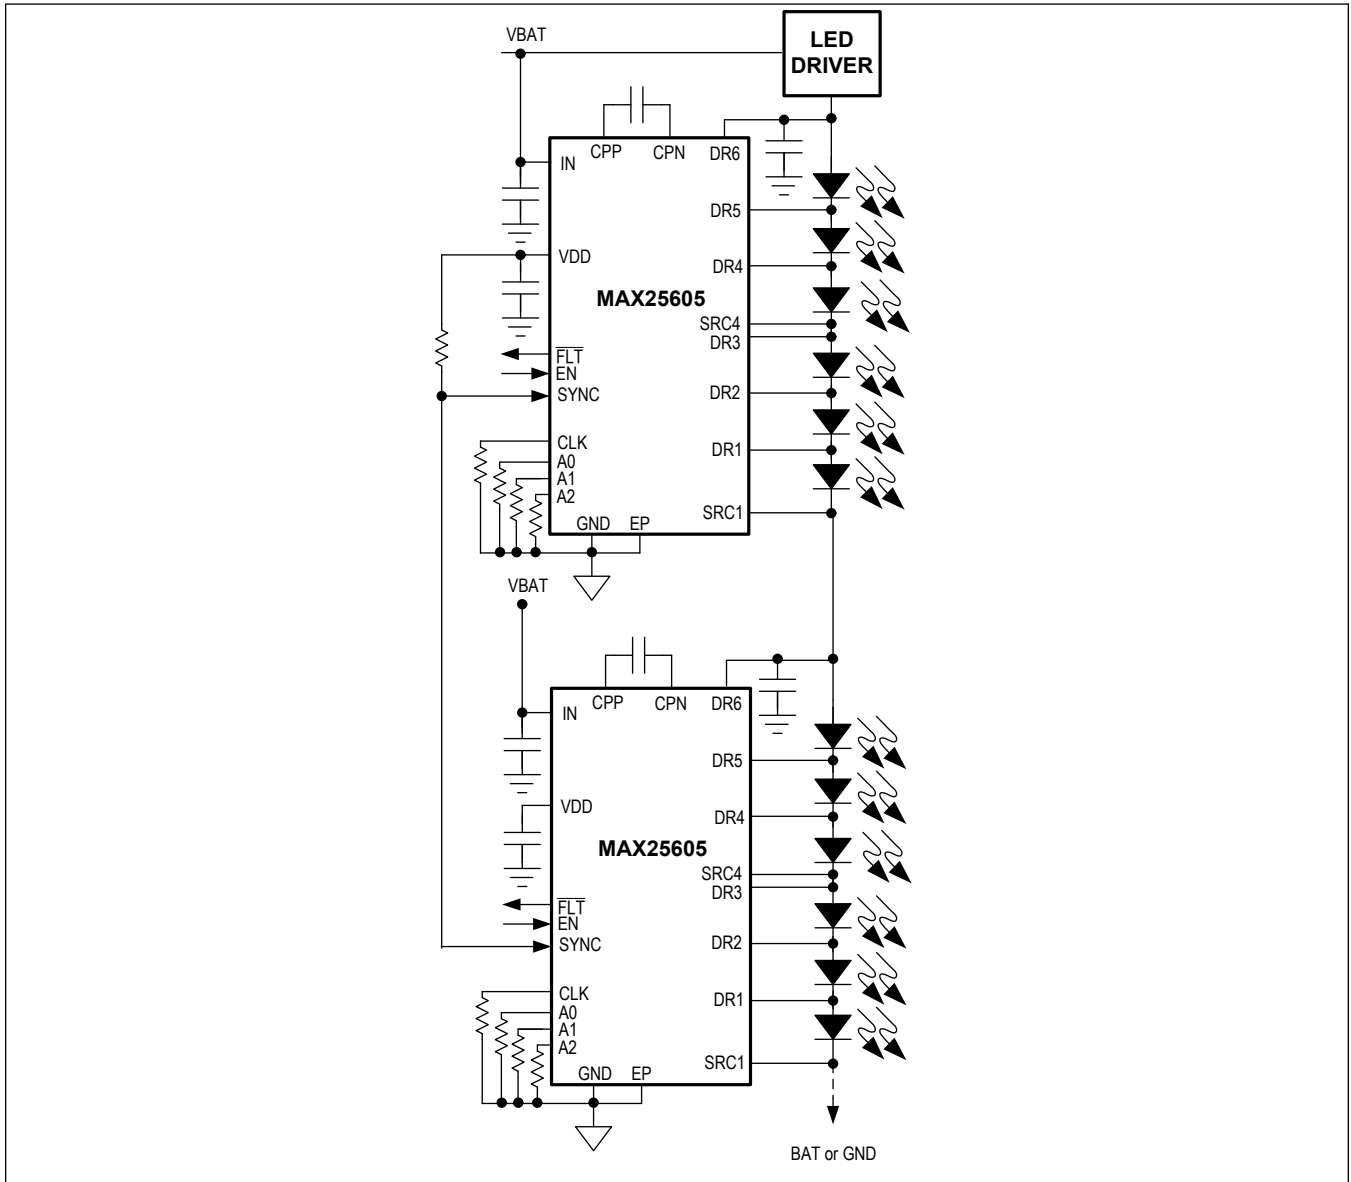 VBAT
LED
DRIVER
CPP
CPN
DR6
IN
DR5
VDD
DR4
MAX25605
SRC4
DR3
FLT
EN
SYNC
DR2
CLK
A0
A1
A2
DR1
SRC1
GND
EP
VBAT
CPP
CPN
DR6
IN
DR5
VDD
DR4
MAX25605
SRC4
DR3
FLT
EN
SYNC
DR2
CLK
A0
A1
A2
DR1
SRC1
GND
EP
BAT or GND